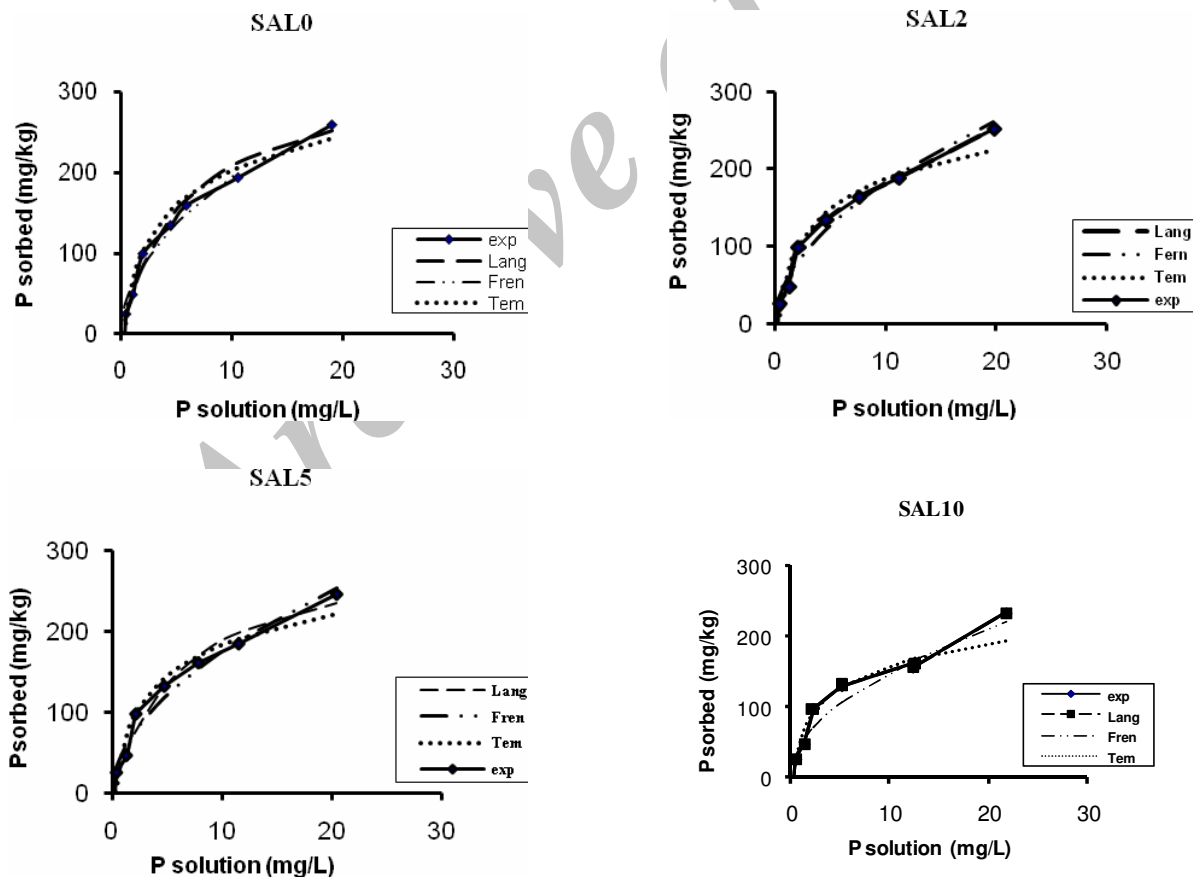 SAL0
300
200
100
0
P sorbed (mg/kg)
0 10 20 30
P solution (mg/L)
exp
Lang
Fren
Tem
SAL2
300
200
100
0
P sorbed (mg/kg
0 10 20 30
P solution (mg/L)
Lang
Fern
Tem
exp
SAL5
300
200
100
0
P sorbed (mg/kg)
0 10 20 30
P solution (mg/L)
Lang
Fren
Tem
exp
SAL10
300
200
100
0
P sorbed (mg/kg)
0 10 20 30
P solution (mg/L)
exp
Lang
Fren
Tem